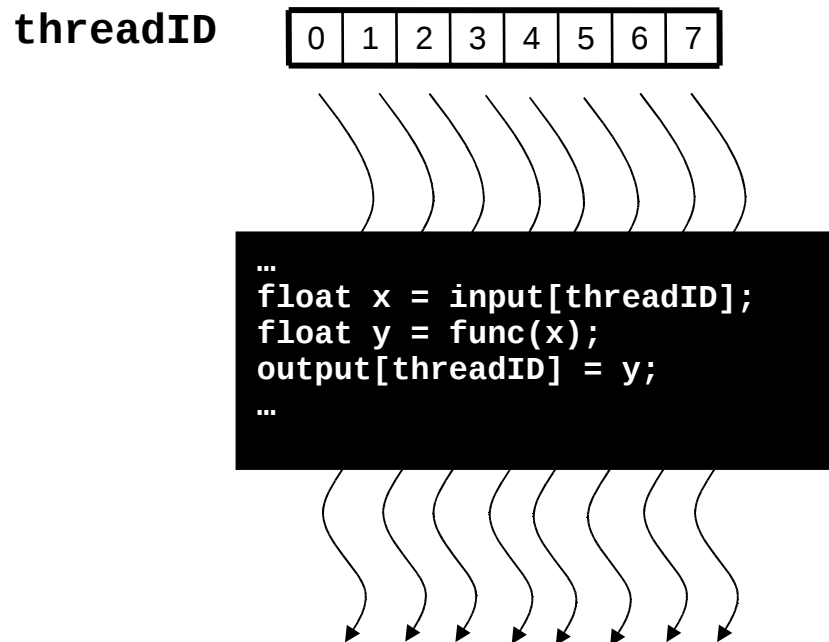 threadID
0 1 2 3 4 5 6 7
…
float x = input[threadID];
float y = func(x);
output[threadID] = y;
…